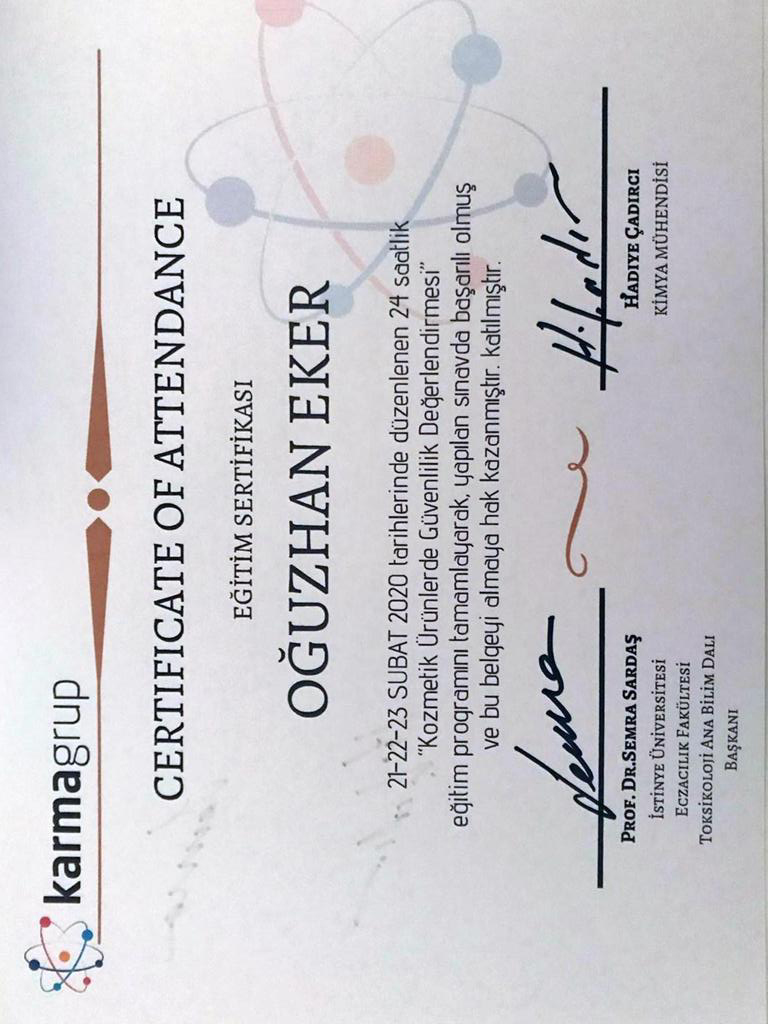 karmagrup
CERTIFICATE OF ATTENDANCE
EĞİTİM SERTİFİKASI
OĞUZHAN EKER
21-22-23 SUBAT 2020 tarihlerinde düzenlenen 24 saatlik
"Kozmetik Ürünlerde Güvenlilik Değerlendirmesi"
eğitim programını tamamlayarak, yapılan sınavda başarılı olmuş
ve bu belgeyi almaya hak kazanmıştır. katılmıştır.
PROF. DR.SEMRA SARDAŞ
İSTİNYE ÜNİVERSİTESİ
ECZACILIK FAKÜLTESİ
TOKSİKOLOJİ ANA BİLİM DALI
BAŞKANI
HADIYE ÇADIRCI
KİMYA MÜHENDİSİ